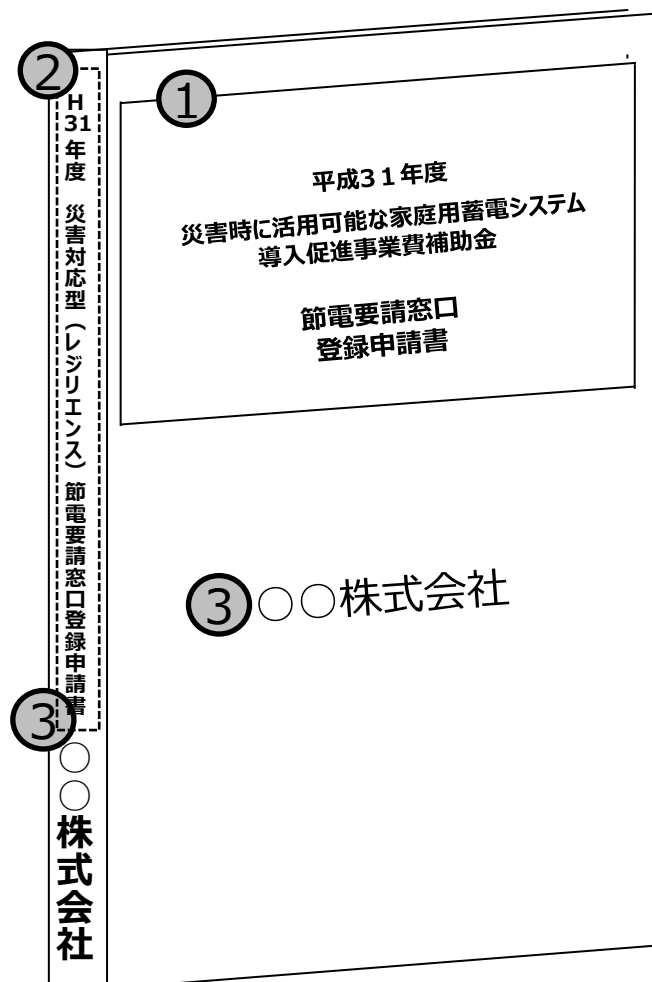 ②
H31年度 災害対応型（レジリエンス）節電要請窓口登録申請書
③
○○株式会社
①
平成31年度
災害時に活用可能な家庭用蓄電システム
導入促進事業費補助金
節電要請窓口
登録申請書
③○○株式会社